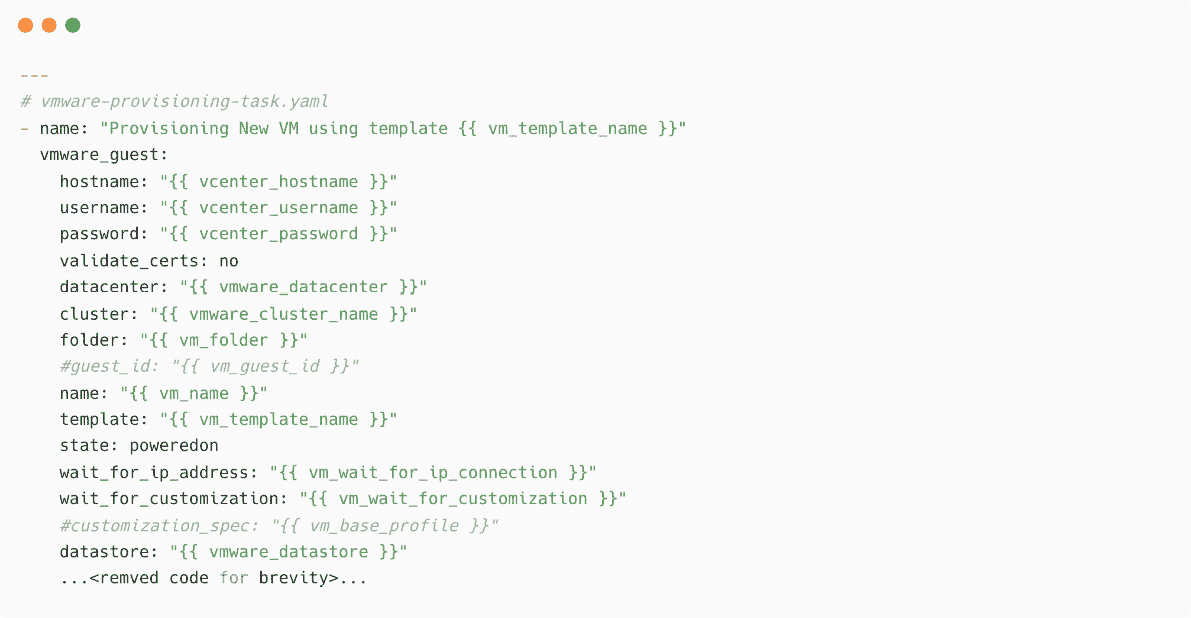 ---
# vmware-provisioning-task.yaml
- name: "Provisioning New VM using template {{ vm_template_name }}"
  vmware_guest:
    hostname: "{{ vcenter_hostname }}"
    username: "{{ vcenter_username }}"
    password: "{{ vcenter_password }}"
    validate_certs: no
    datacenter: "{{ vmware_datacenter }}"
    cluster: "{{ vmware_cluster_name }}"
    folder: "{{ vm_folder }}"
    #guest_id: "{{ vm_guest_id }}"
    name: "{{ vm_name }}"
    template: "{{ vm_template_name }}"
    state: poweredon
    wait_for_ip_address: "{{ vm_wait_for_ip_connection }}"
    wait_for_customization: "{{ vm_wait_for_customization }}"
    #customization_spec: "{{ vm_base_profile }}"
    datastore: "{{ vmware_datastore }}"
    ...<remved code for brevity>...